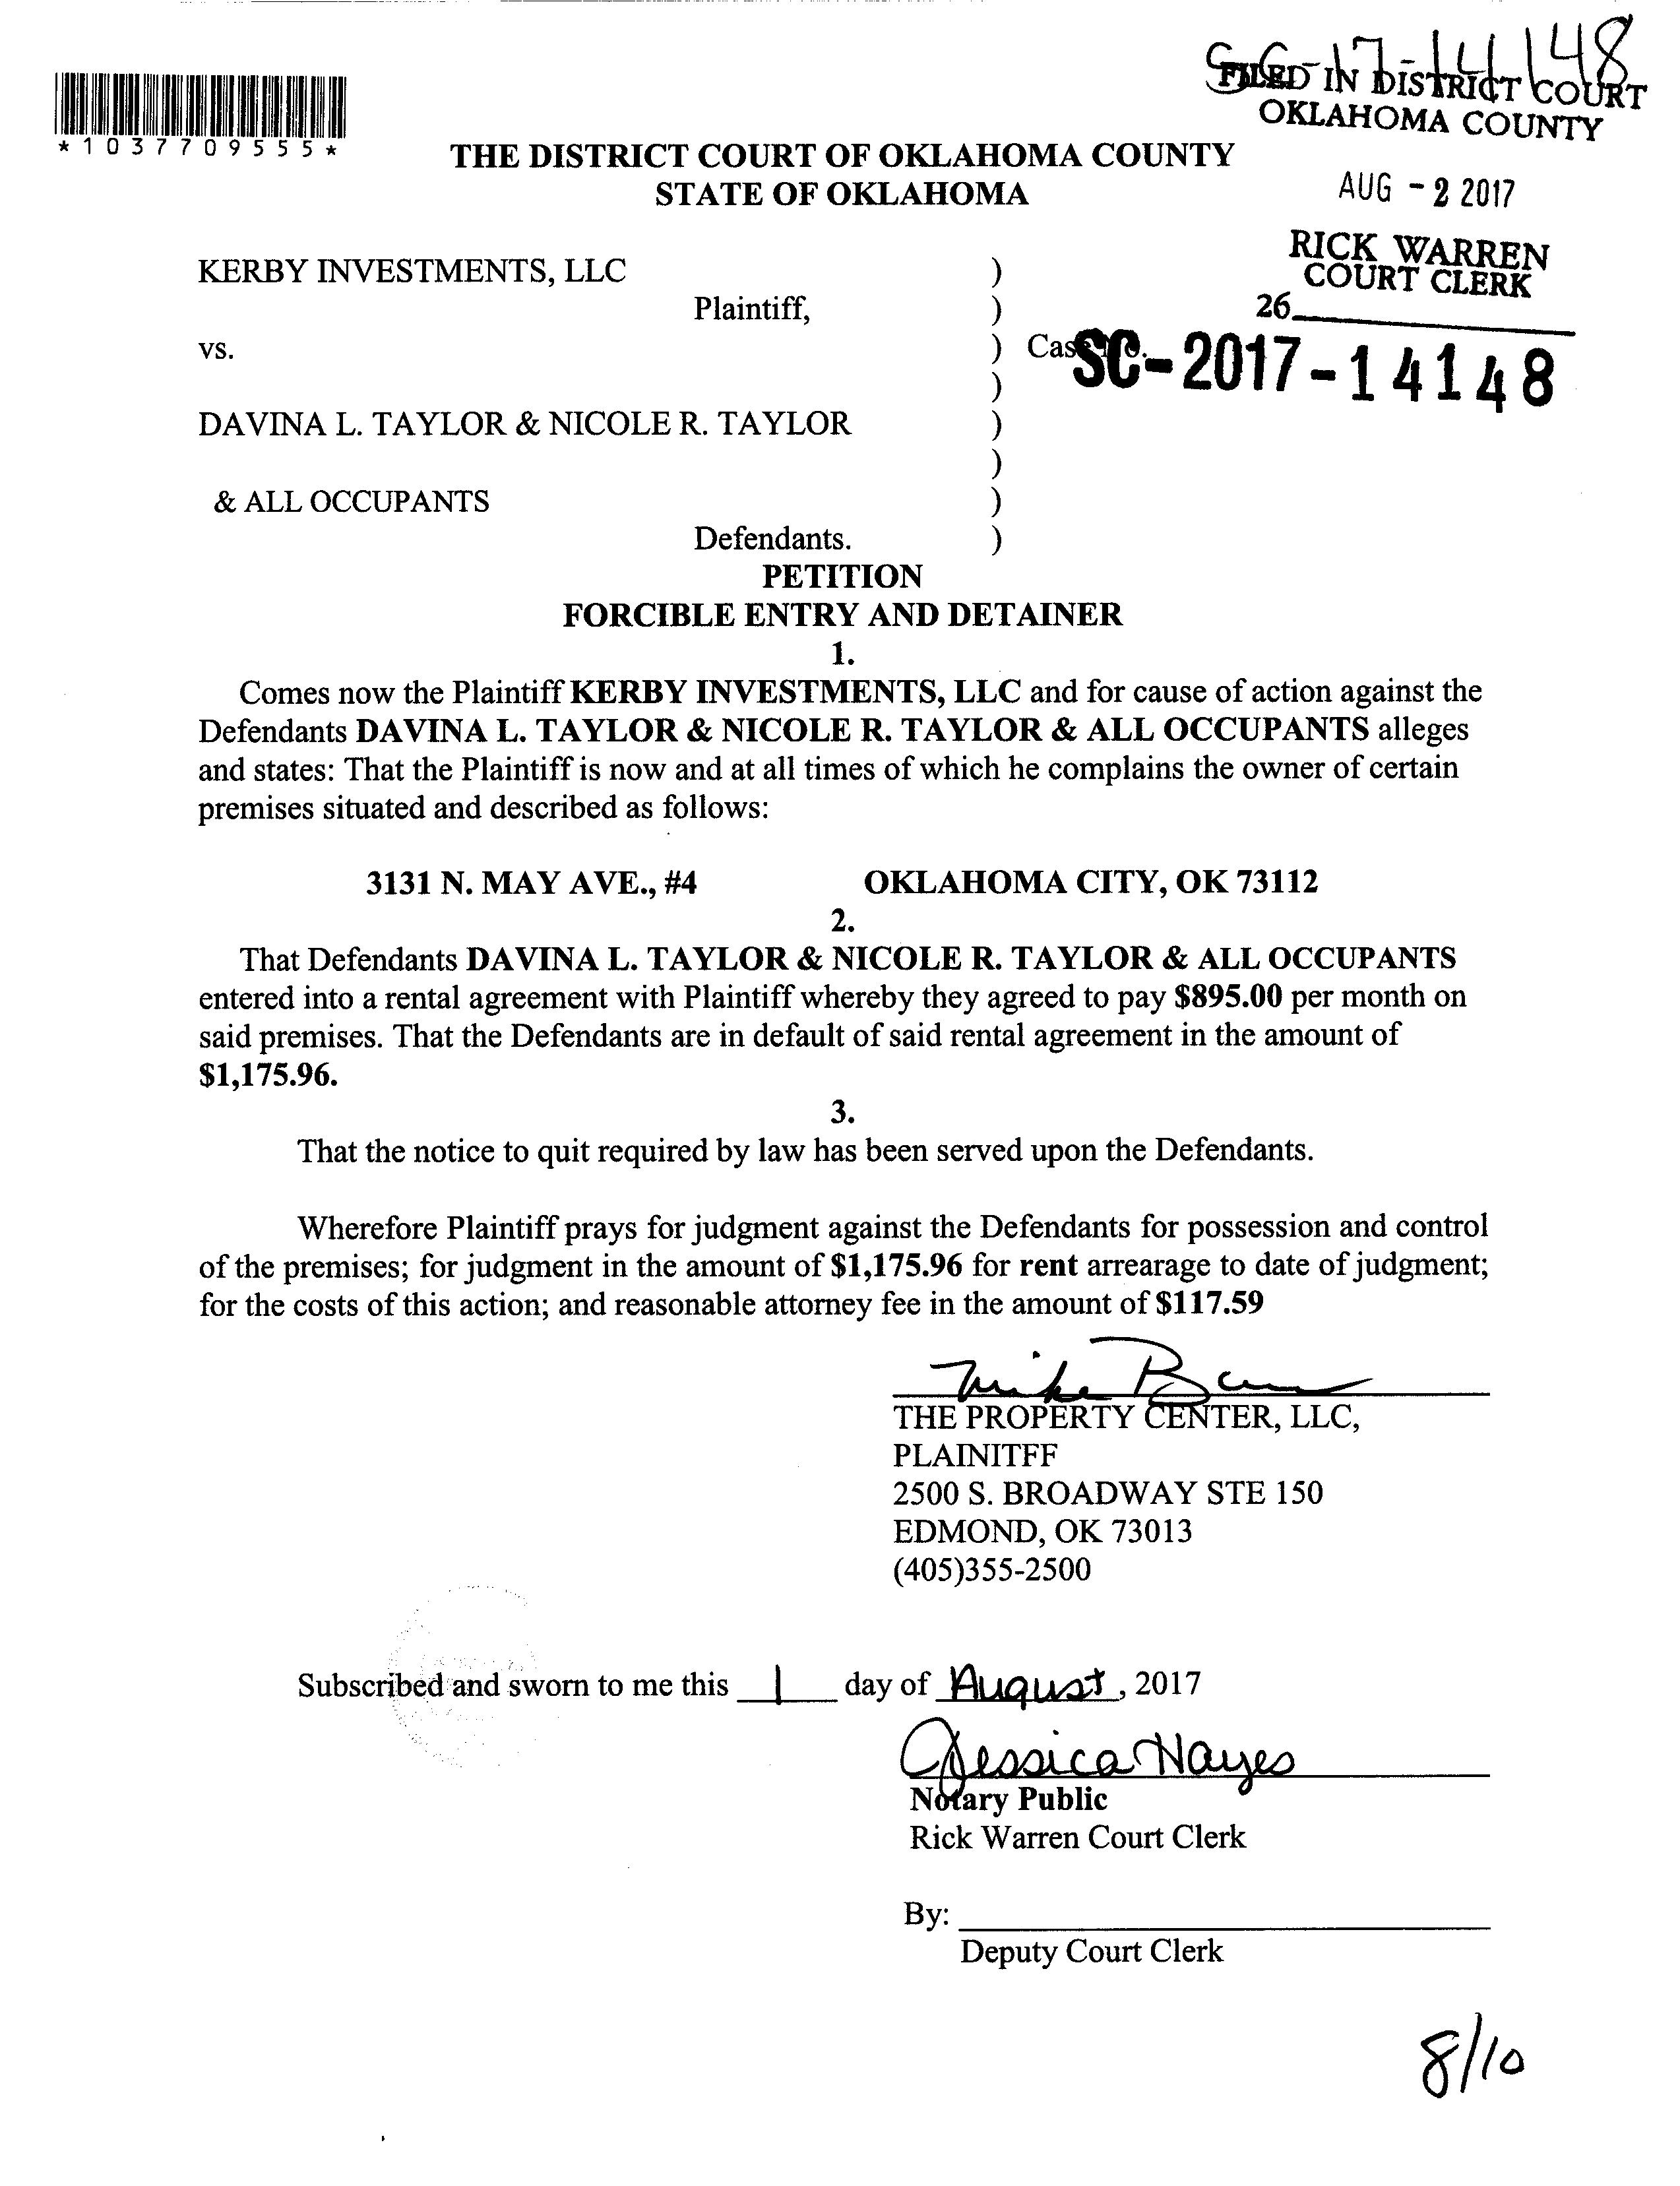 SC-17-14148
FILED IN DISTRICT COURT
OKLAHOMA COUNTY
*1037709555*
THE DISTRICT COURT OF OKLAHOMA COUNTY
STATE OF OKLAHOMA
AUG - 2 2017
RICK WARREN
COURT CLERK
26
KERBY INVESTMENTS, LLC )
Plaintiff, )
vs. ) Case No. SC-2017-14148
)
DAVINA L. TAYLOR & NICOLE R. TAYLOR )
)
& ALL OCCUPANTS )
Defendants. )
PETITION
FORCIBLE ENTRY AND DETAINER
1.
Comes now the Plaintiff KERBY INVESTMENTS, LLC and for cause of action against the
Defendants DAVINA L. TAYLOR & NICOLE R. TAYLOR & ALL OCCUPANTS alleges
and states: That the Plaintiff is now and at all times of which he complains the owner of certain
premises situated and described as follows:
3131 N. MAY AVE., #4 OKLAHOMA CITY, OK 73112
2.
That Defendants DAVINA L. TAYLOR & NICOLE R. TAYLOR & ALL OCCUPANTS
entered into a rental agreement with Plaintiff whereby they agreed to pay $895.00 per month on
said premises. That the Defendants are in default of said rental agreement in the amount of
$1,175.96.
3.
That the notice to quit required by law has been served upon the Defendants.
Wherefore Plaintiff prays for judgment against the Defendants for possession and control
of the premises; for judgment in the amount of $1,175.96 for rent arrearage to date of judgment;
for the costs of this action; and reasonable attorney fee in the amount of $117.59
Mike
THE PROPERTY CENTER, LLC,
PLAINITFF
2500 S. BROADWAY STE 150
EDMOND, OK 73013
(405)355-2500
Subscribed and sworn to me this 1 day of August, 2017
Jessica Hayes
Notary Public
Rick Warren Court Clerk
By:
Deputy Court Clerk
8/10